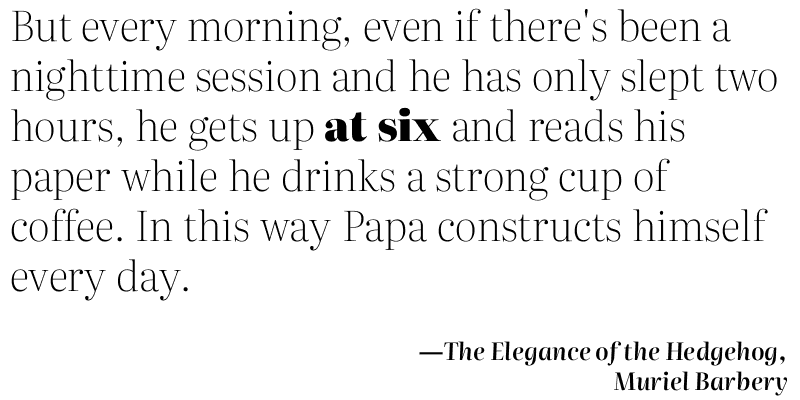 But every morning, even if there's been a
nighttime session and he has only slept two
hours, he gets up at six and reads his
paper while he drinks a strong cup of
coffee. In this way Papa constructs himself
every day.
—The Elegance of the Hedgehog,
Muriel Barbery